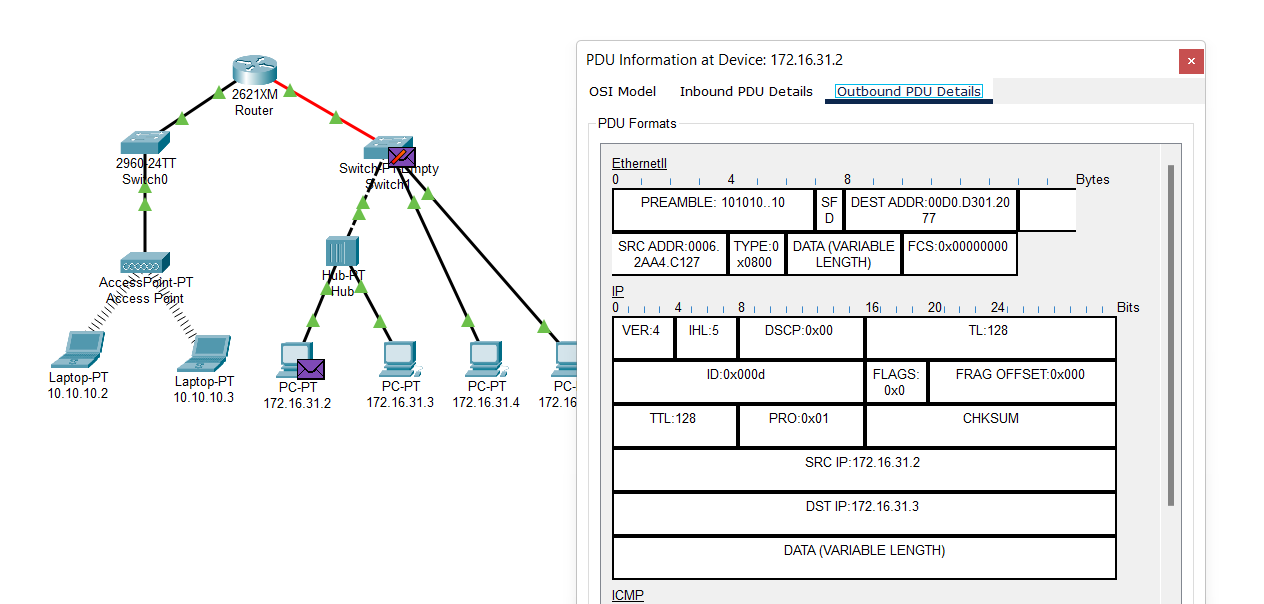 2621XM
Router
2960-24TT
Switch0
Switch1
AccessPoint-PT
Access Point
Hub-PT
Hub
Laptop-PT
10.10.10.2
Laptop-PT
10.10.10.3
PC-PT
172.16.31.2
PC-PT
172.16.31.3
PC-PT
172.16.31.4
PC-
172.16
PDU Information at Device: 172.16.31.2
OSI Model Inbound PDU Details Outbound PDU Details
PDU Formats
EthernetII
0 4 8 Bytes
PREAMBLE: 101010..10
SF
D
DEST ADDR:00D0.D301.20
77
SRC ADDR:0006.
2AA4.C127
TYPE:0
x0800
DATA (VARIABLE
LENGTH)
FCS:0x00000000
IP
0 4 8 16 20 24 Bits
VER:4 IHL:5 DSCP:0x00 TL:128
ID:0x000d
FLAGS:
0x0
FRAG OFFSET:0x000
TTL:128 PRO:0x01 CHKSUM
SRC IP:172.16.31.2
DST IP:172.16.31.3
DATA (VARIABLE LENGTH)
ICMP